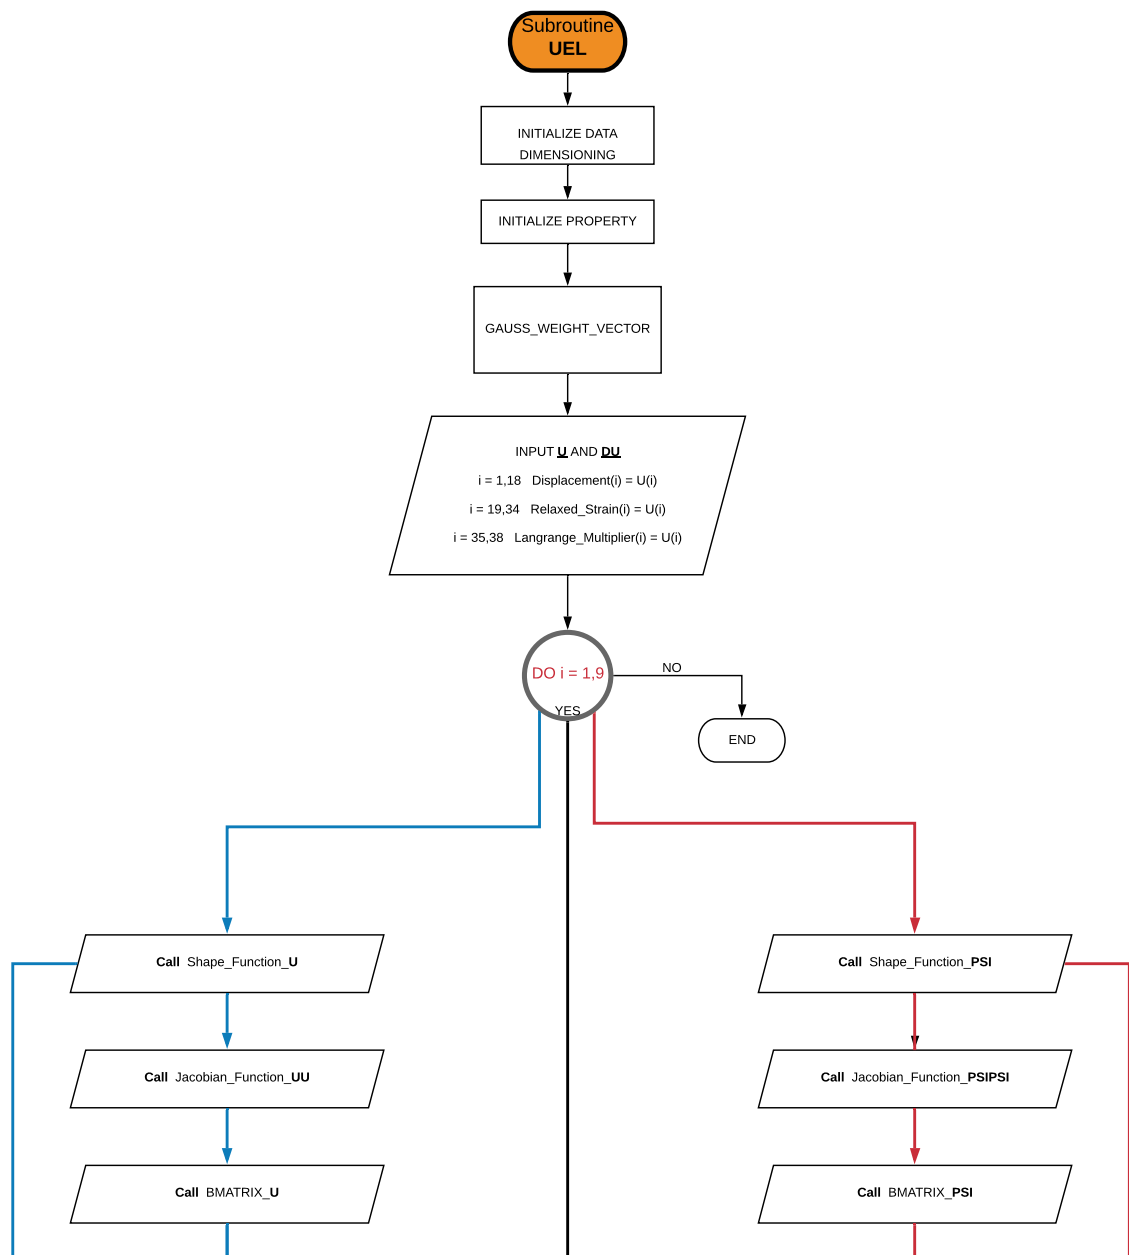 Subroutine
UEL
INITIALIZE DATA
DIMENSIONING
INITIALIZE PROPERTY
GAUSS_WEIGHT_VECTOR
INPUT U AND DU
i = 1,18 Displacement(i) = U(i)
i = 19,34 Relaxed_Strain(i) = U(i)
i = 35,38 Langrange_Multiplier(i) = U(i)
DO i = 1,9
NO
YES
END
Call Shape_Function_U
Call Shape_Function_PSI
Call Jacobian_Function_UU
Call Jacobian_Function_PSIPSI
Call BMATRIX_U
Call BMATRIX_PSI